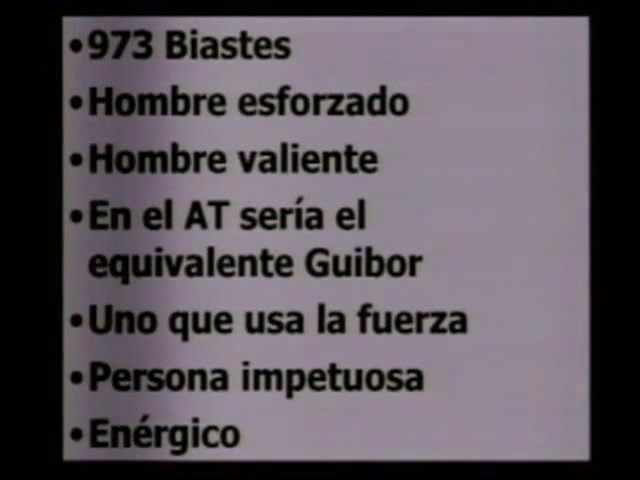 •973 Biastes
•Hombre esforzado
•Hombre valiente
•En el AT sería el
equivalente Guibor
•Uno que usa la fuerza
•Persona impetuosa
•Enérgico